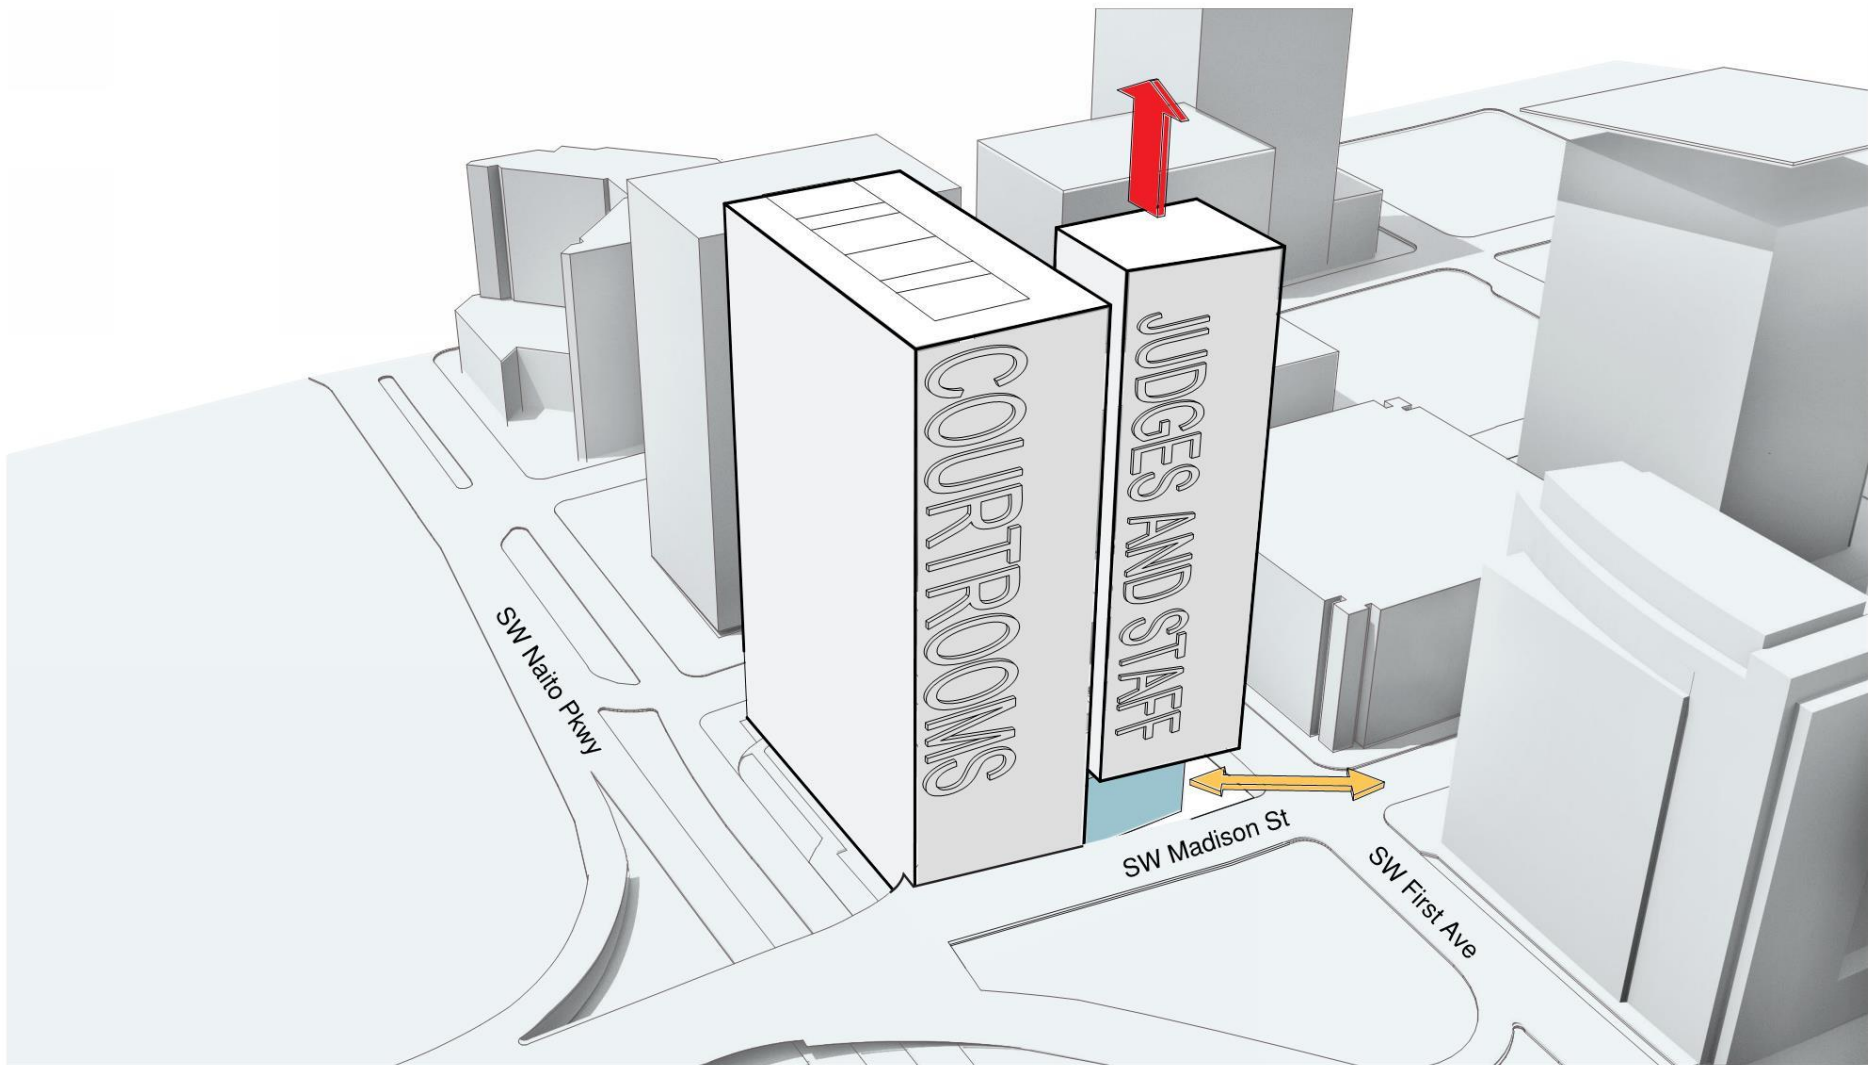 COURTROOMS
JUDGES AND STAFF
SW Naito Pkwy
SW Madison St
SW First Ave